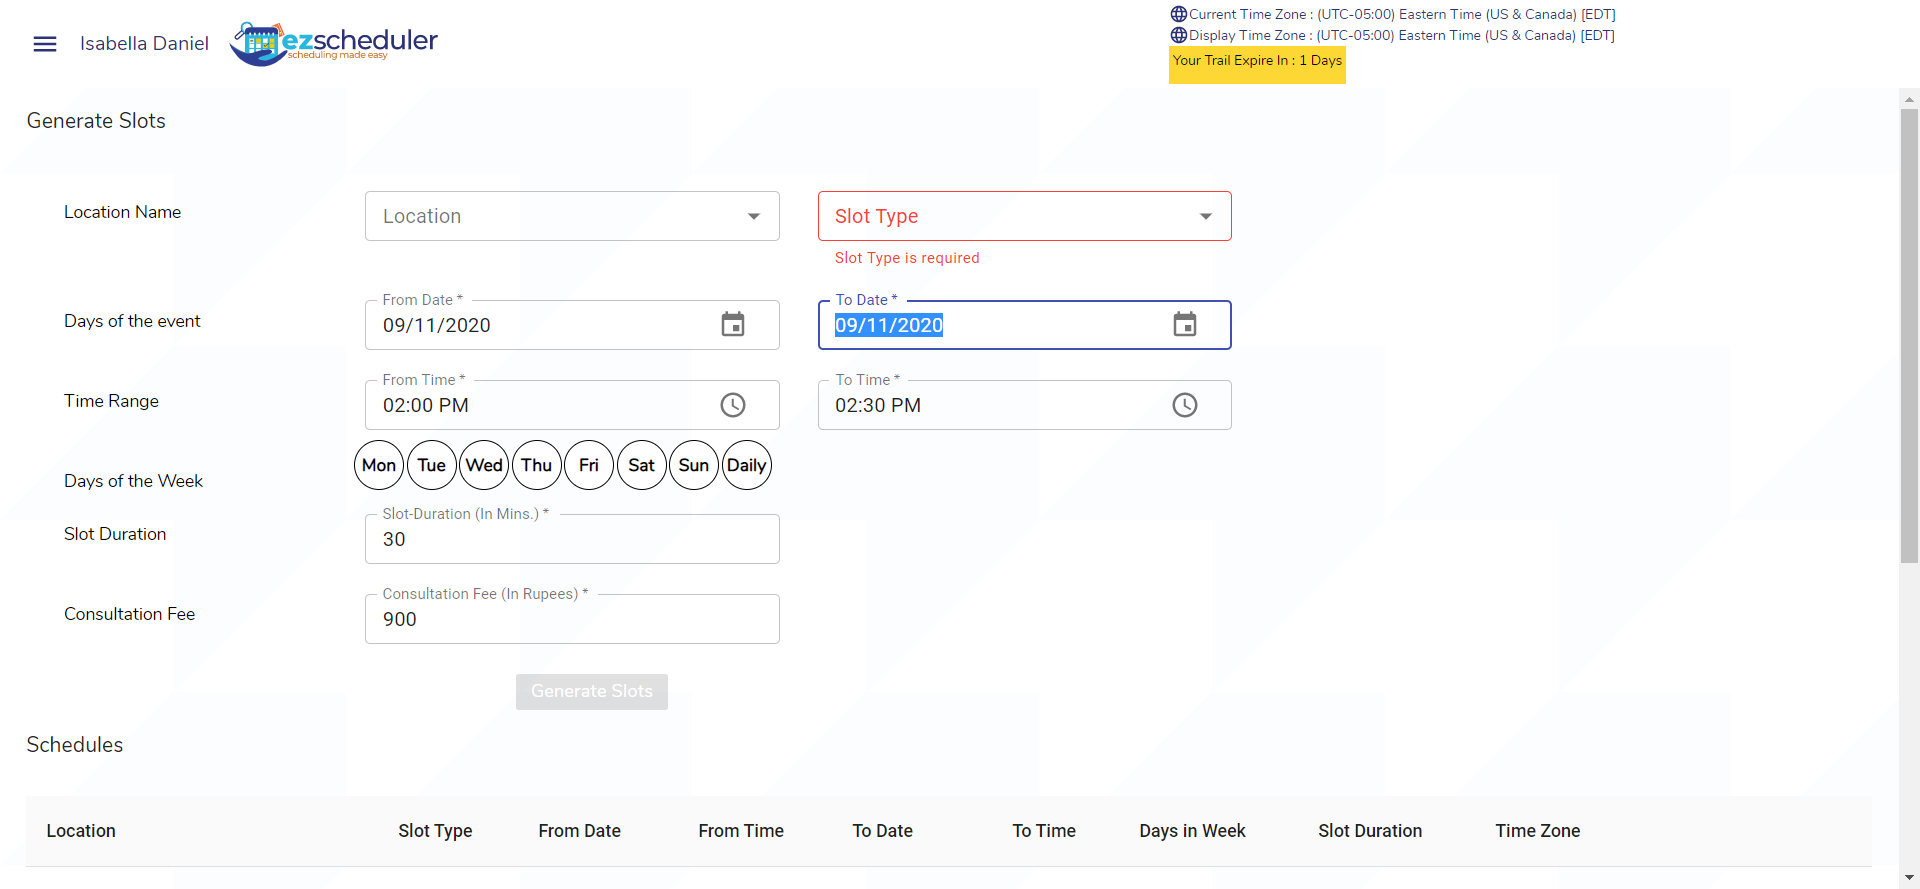 Isabella Daniel
ezscheduler
scheduling made easy
Current Time Zone : (UTC-05:00) Eastern Time (US & Canada) [EDT]
Display Time Zone : (UTC-05:00) Eastern Time (US & Canada) [EDT]
Your Trail Expire In : 1 Days
Generate Slots
Location Name
Location
Slot Type
Slot Type is required
Days of the event
From Date *
09/11/2020
To Date *
09/11/2020
Time Range
From Time *
02:00 PM
To Time *
02:30 PM
Days of the Week
Mon Tue Wed Thu Fri Sat Sun Daily
Slot Duration
Slot-Duration (In Mins.) *
30
Consultation Fee
Consultation Fee (In Rupees) *
900
Generate Slots
Schedules
Location Slot Type From Date From Time To Date To Time Days in Week Slot Duration Time Zone